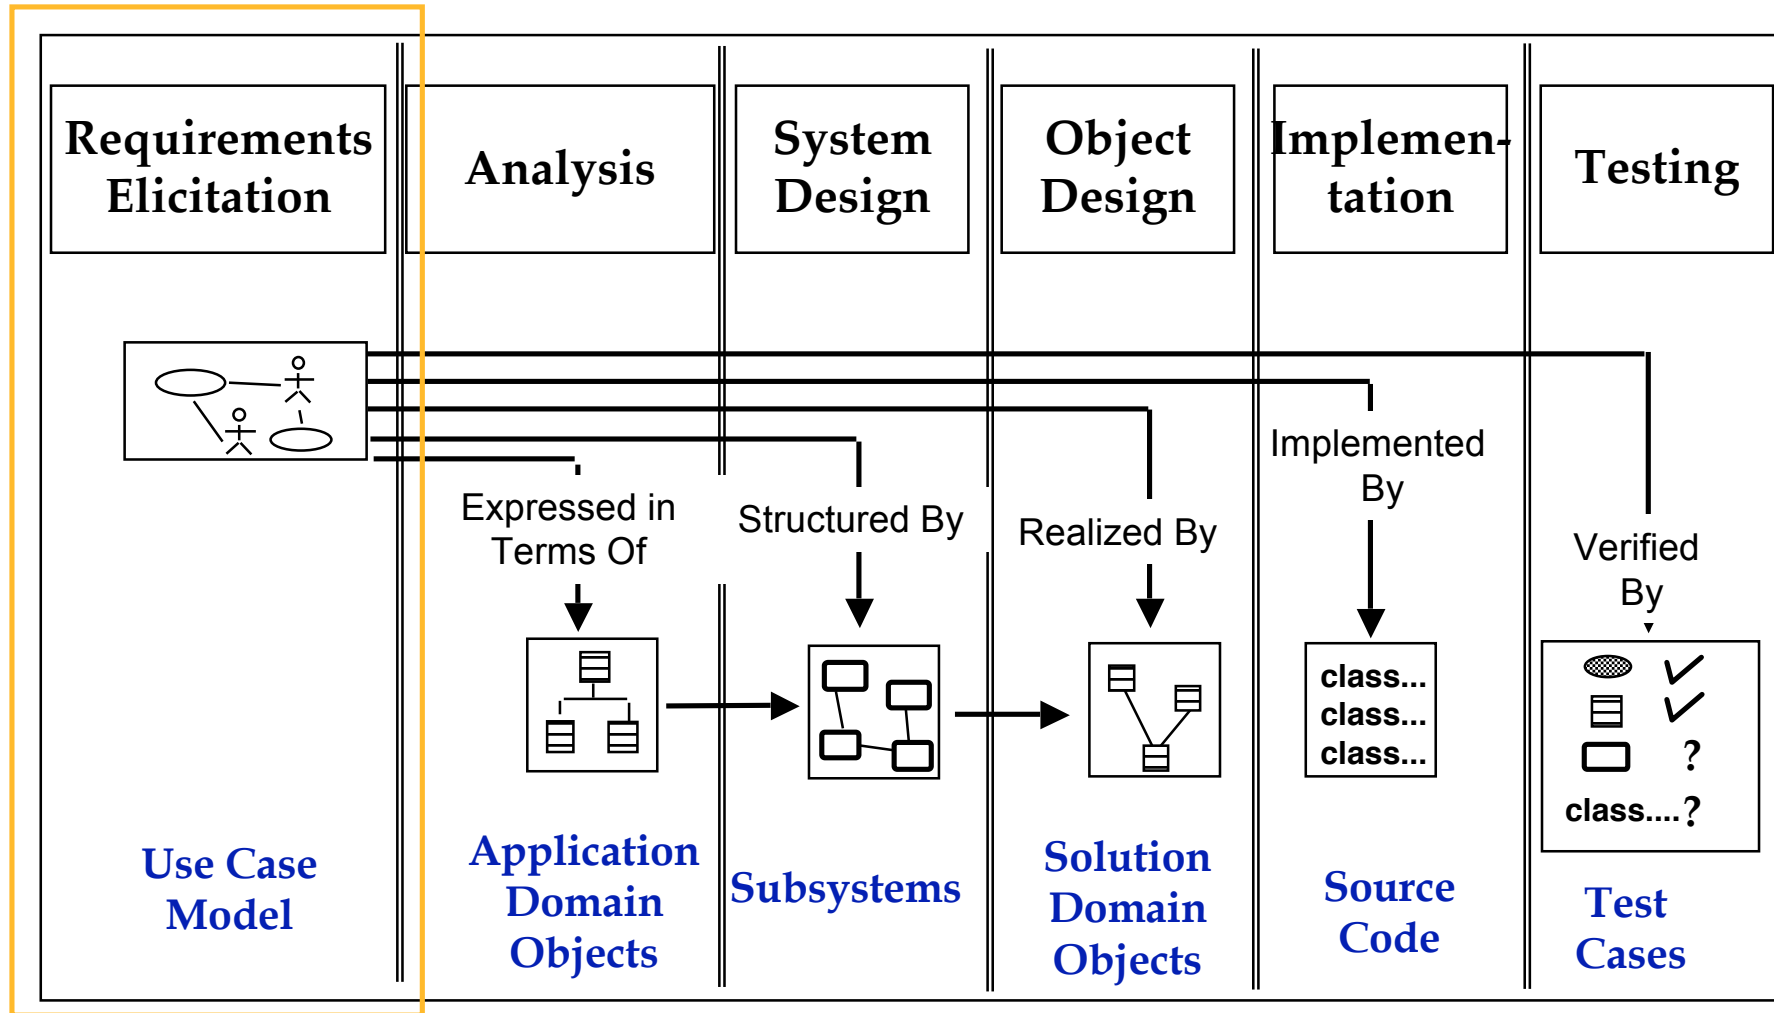 Requirements
Elicitation
Analysis
System
Design
Object
Design
Implemen-
tation
Testing
Expressed in
Terms Of
Structured By
Realized By
Implemented
By
Verified
By
class...
class...
class...
?
class....?
Use Case
Model
Application
Domain
Objects
Subsystems
Solution
Domain
Objects
Source
Code
Test
Cases